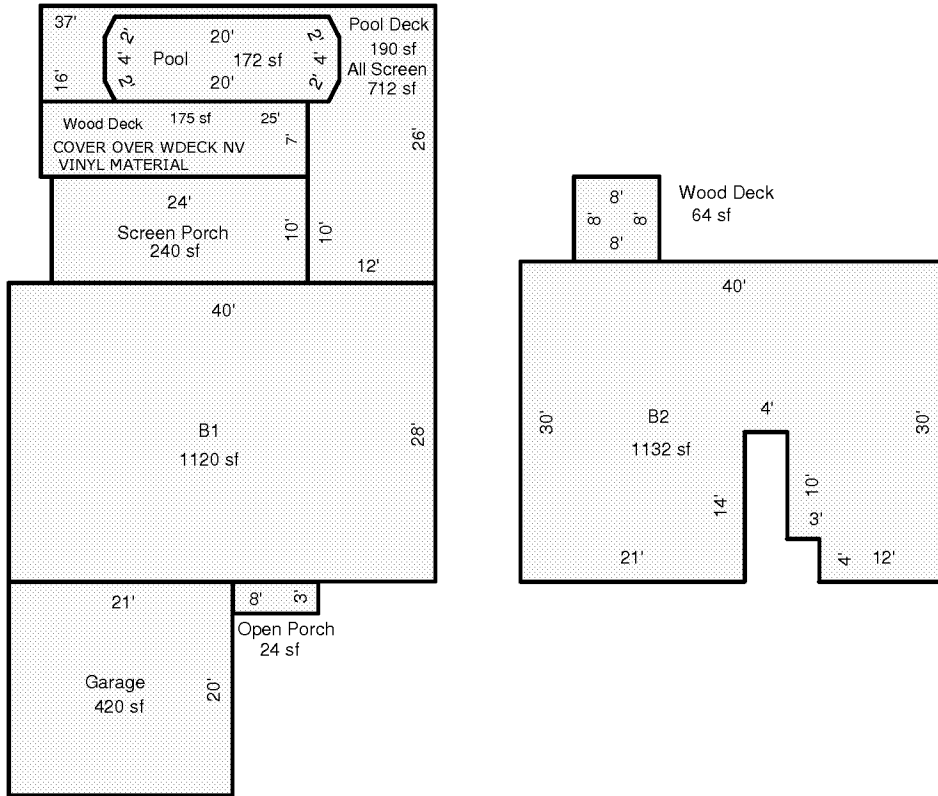 37'
Pool Deck
190 sf
All Screen
712 sf
2'
20'
2'
4'
Pool
172 sf
4'
2'
20'
2'
16'
Wood Deck
175 sf
25'
7'
26'
COVER OVER WDECK NV
VINYL MATERIAL
24'
Screen Porch
240 sf
10'
10'
12'
40'
B1
1120 sf
28'
21'
8'
3'
Open Porch
24 sf
Garage
420 sf
20'
8'
8'
8'
8'
Wood Deck
64 sf
40'
30'
B2
1132 sf
4'
30'
14'
10'
3'
21'
4'
12'